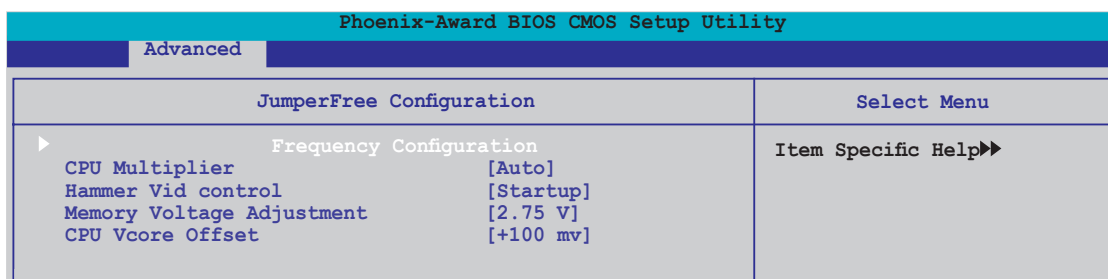 Phoenix-Award BIOS CMOS Setup Utility
Advanced
JumperFree Configuration
Select Menu
Frequency Configuration
Item Specific Help
CPU Multiplier [Auto]
Hammer Vid control [Startup]
Memory Voltage Adjustment [2.75 V]
CPU Vcore Offset [+100 mv]